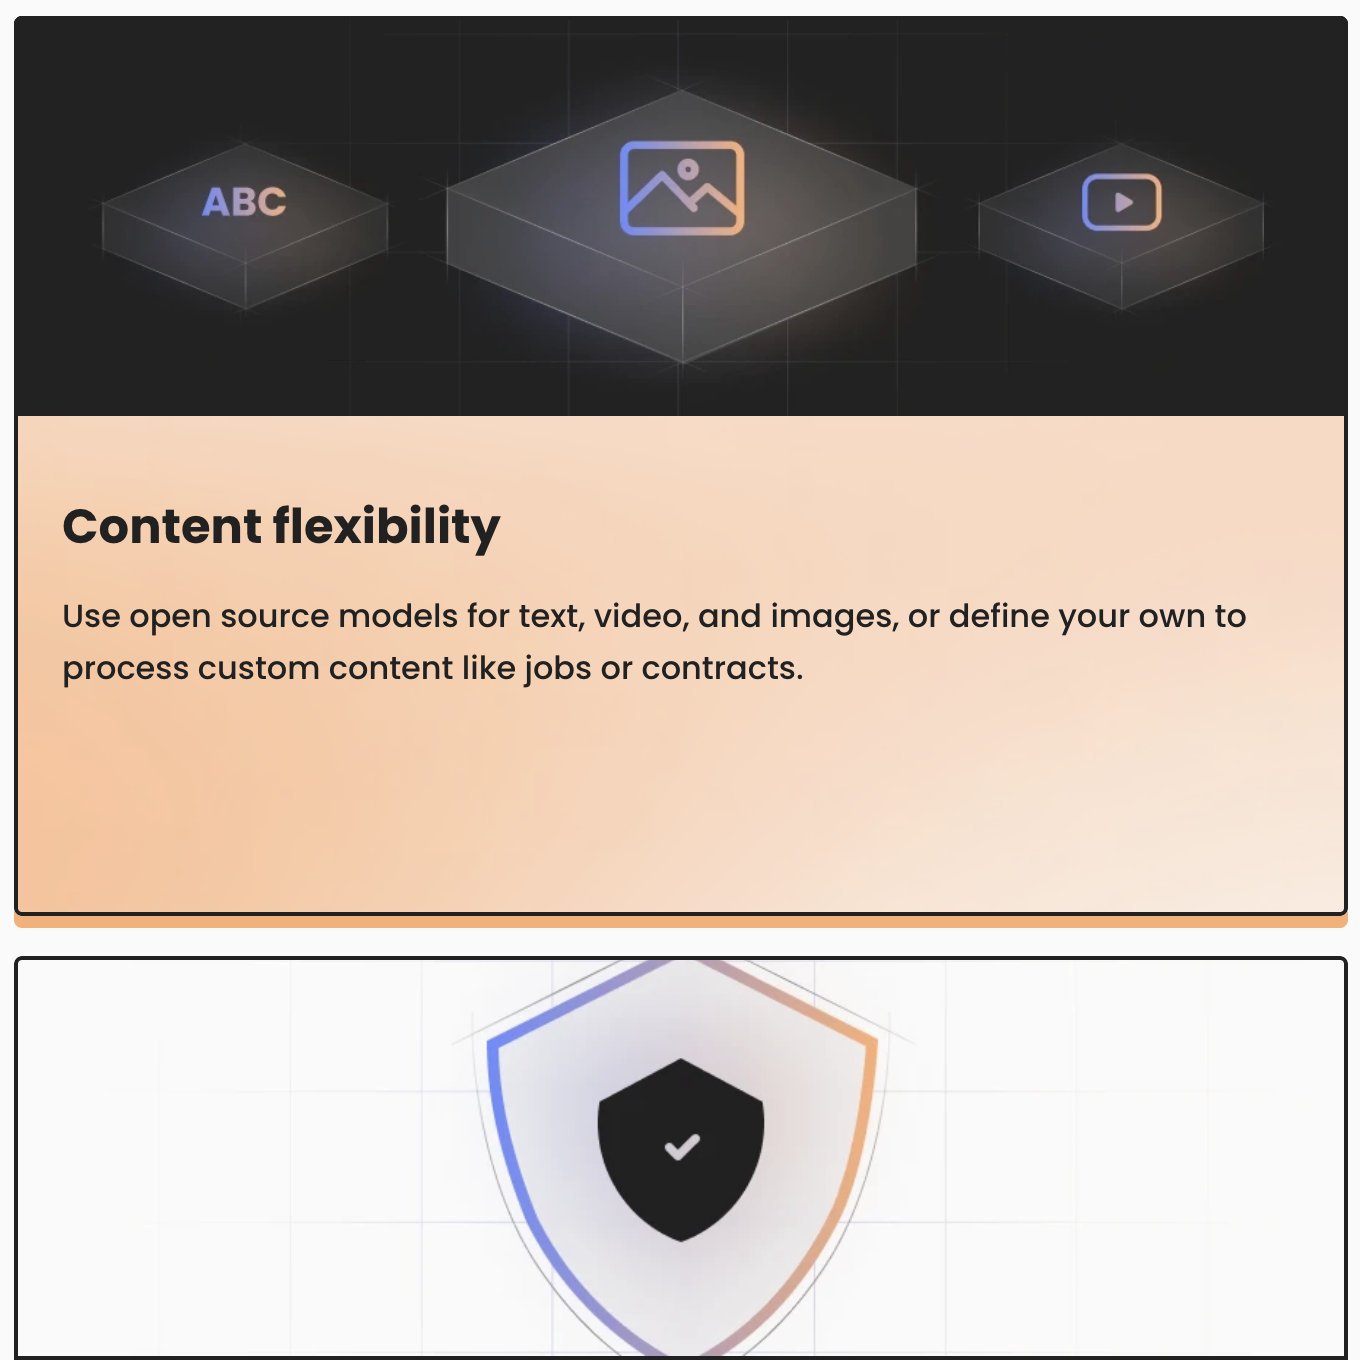 ABC
Content flexibility
Use open source models for text, video, and images, or define your own to
process custom content like jobs or contracts.